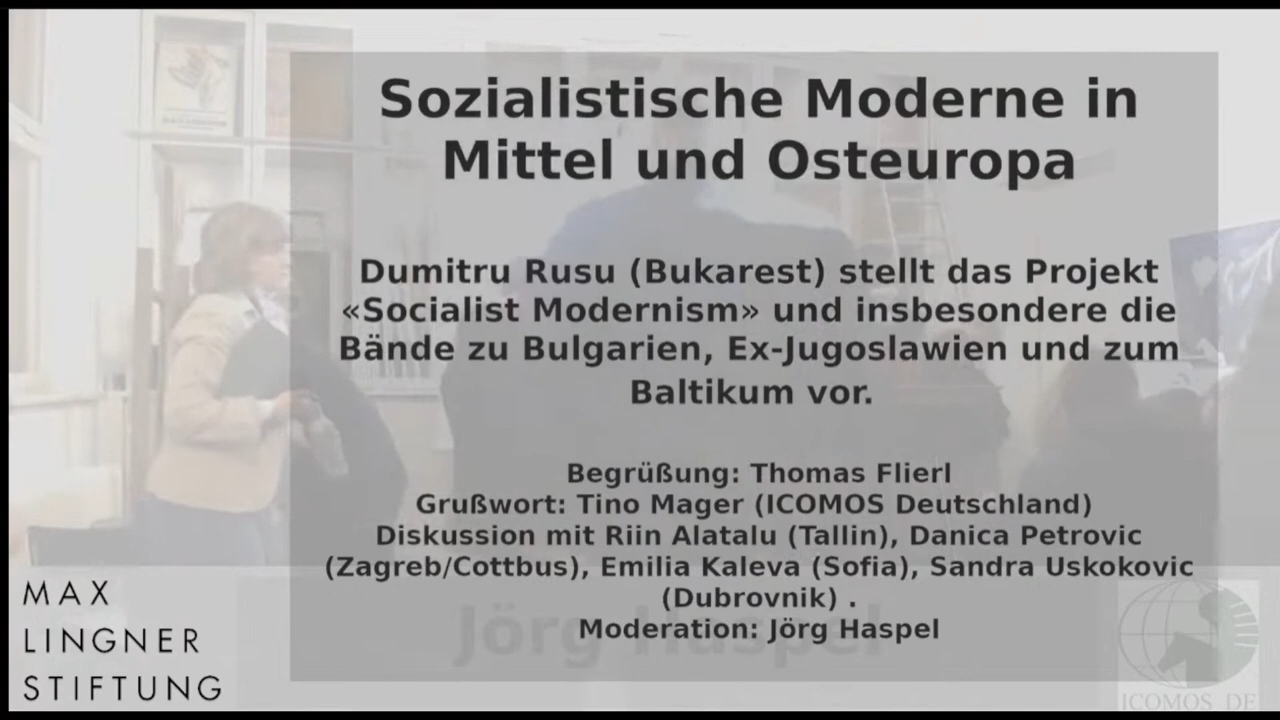 Sozialistische Moderne in
Mittel und Osteuropa
Dumitru Rusu (Bukarest) stellt das Projekt
«Socialist Modernism» und insbesondere die
Bände zu Bulgarien, Ex-Jugoslawien und zum
Baltikum vor.
Begrüßung: Thomas Flierl
Grußwort: Tino Mager (ICOMOS Deutschland)
Diskussion mit Riin Alatalu (Tallin), Danica Petrovic
(Zagreb/Cottbus), Emilia Kaleva (Sofia), Sandra Uskokovic
(Dubrovnik) .
Moderation: Jörg Haspel
Jörg Haspel
MAX
LINGNER
STIFTUNG
ICOMOS DE